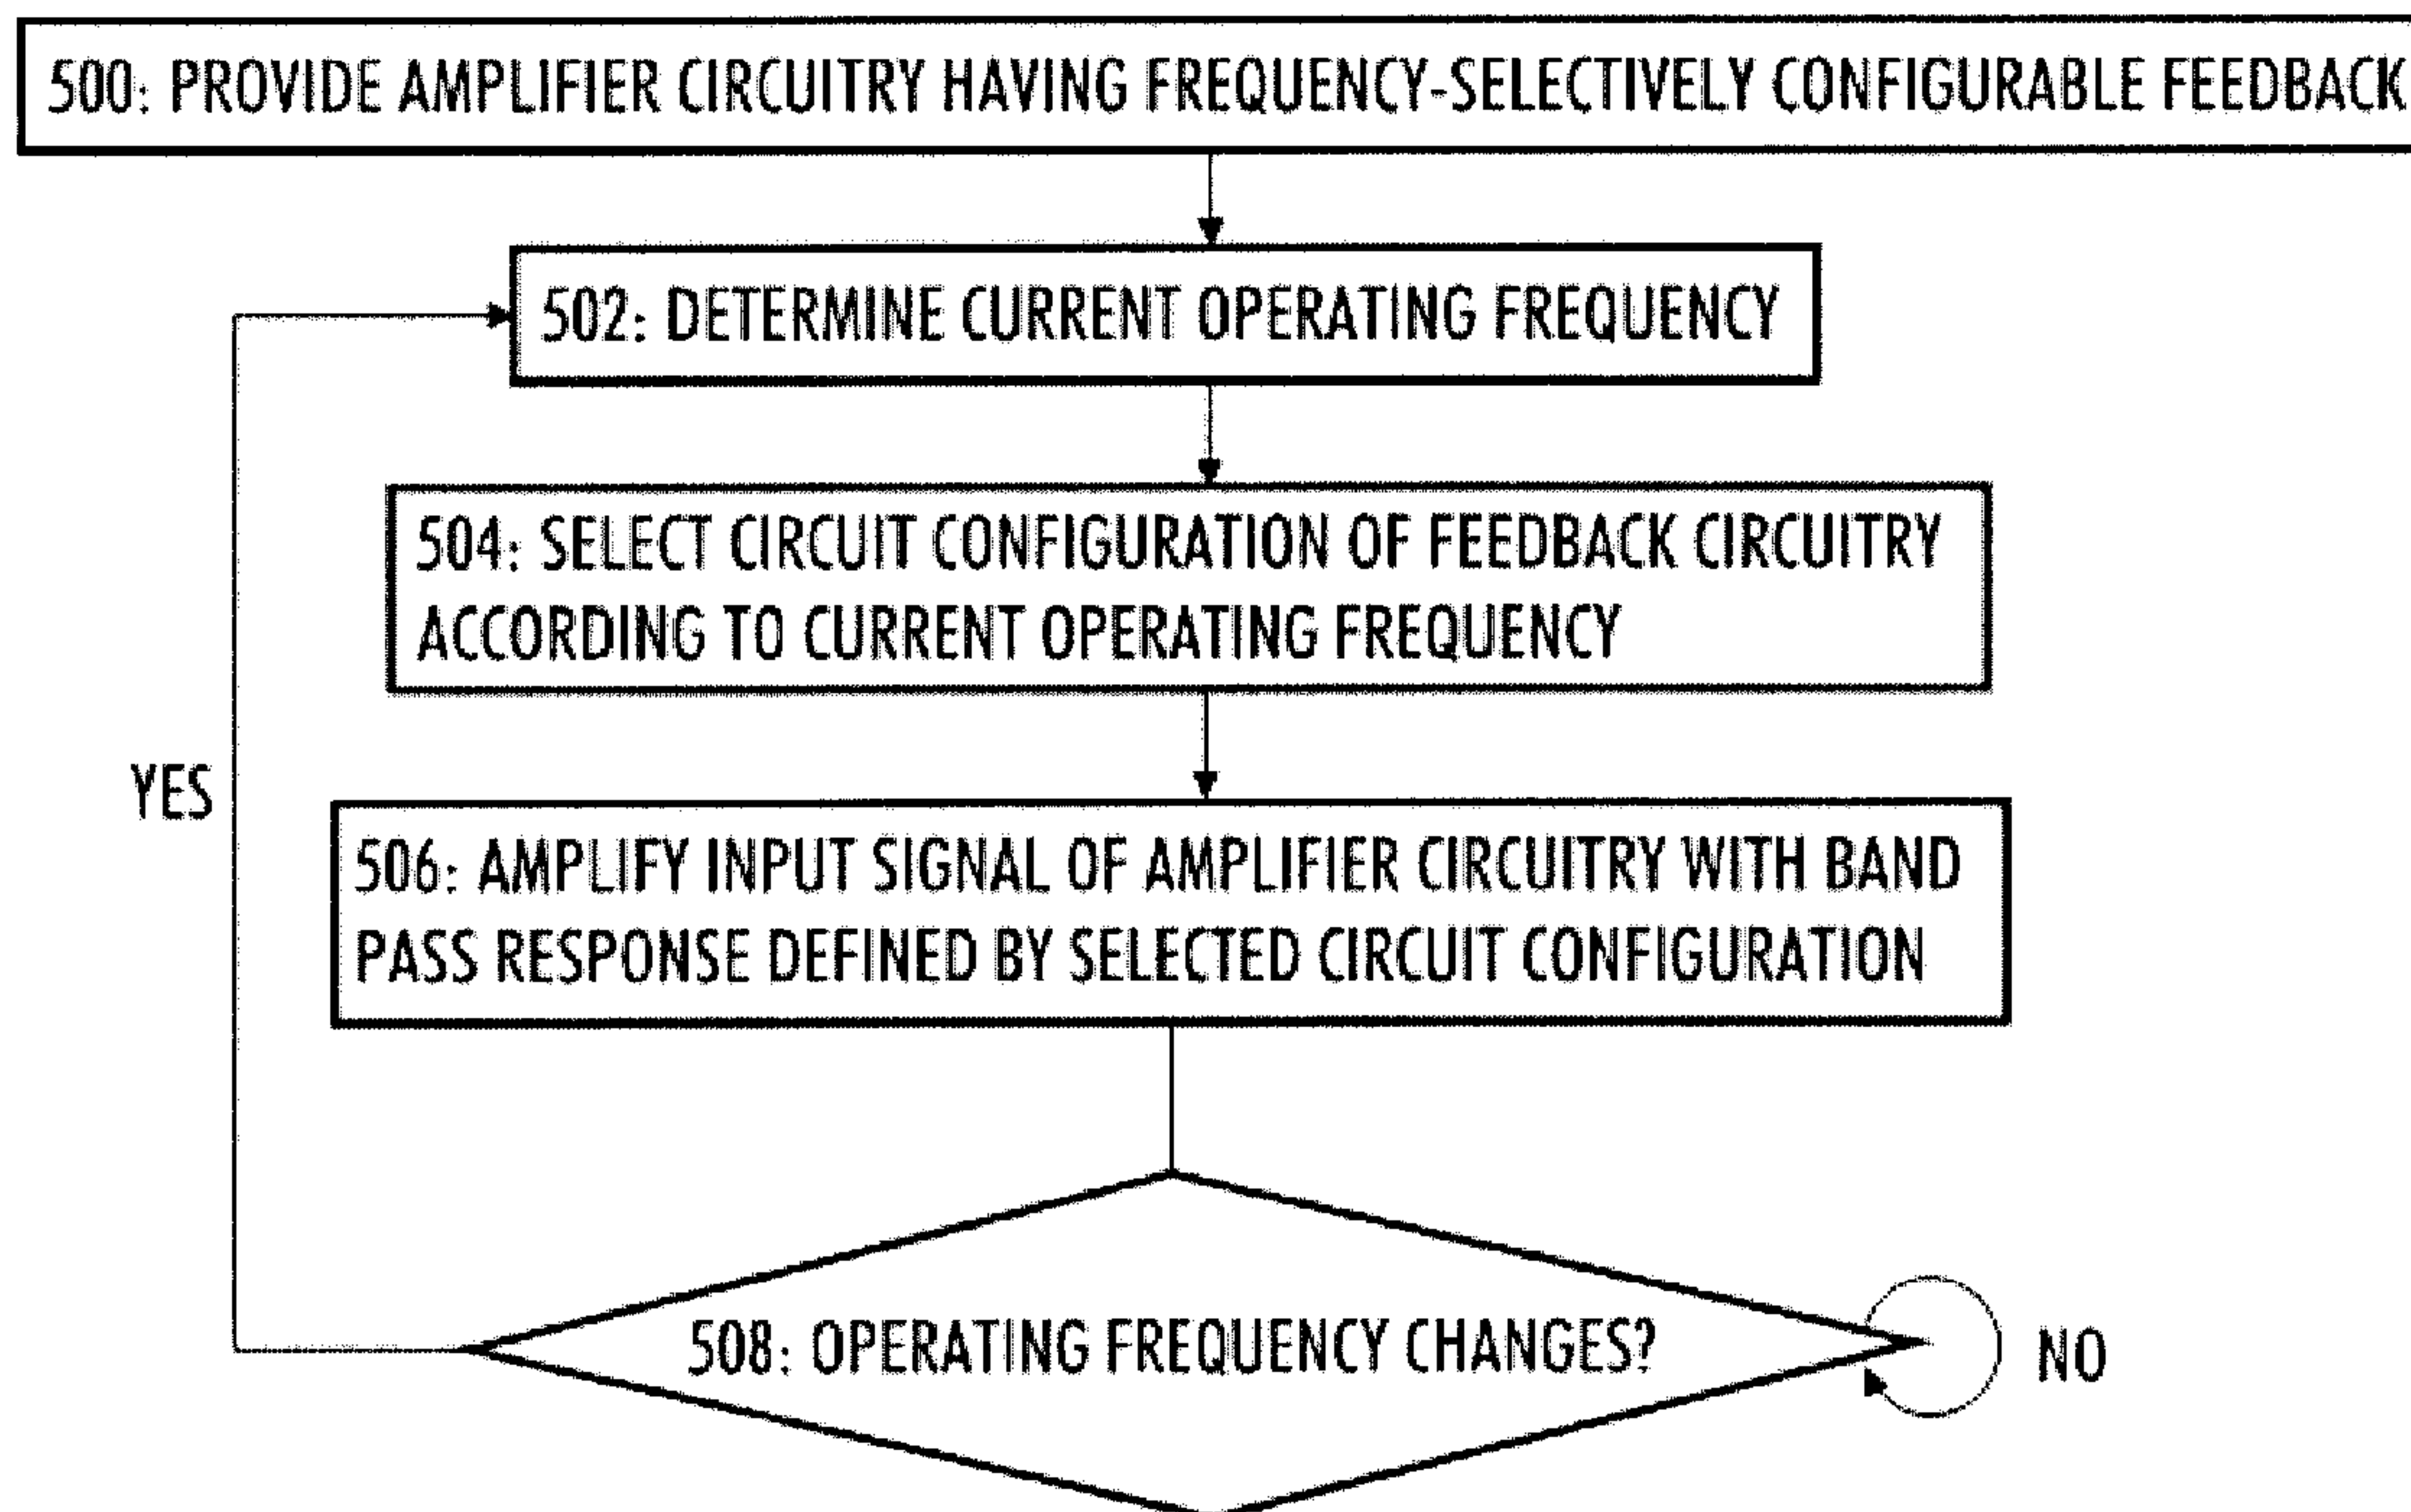 500: PROVIDE AMPLIFIER CIRCUITRY HAVING FREQUENCY-SELECTIVELY CONFIGURABLE FEEDBACK
502: DETERMINE CURRENT OPERATING FREQUENCY
504: SELECT CIRCUIT CONFIGURATION OF FEEDBACK CIRCUITRY
ACCORDING TO CURRENT OPERATING FREQUENCY
YES
506: AMPLIFY INPUT SIGNAL OF AMPLIFIER CIRCUITRY WITH BAND
PASS RESPONSE DEFINED BY SELECTED CIRCUIT CONFIGURATION
508: OPERATING FREQUENCY CHANGES?
NO